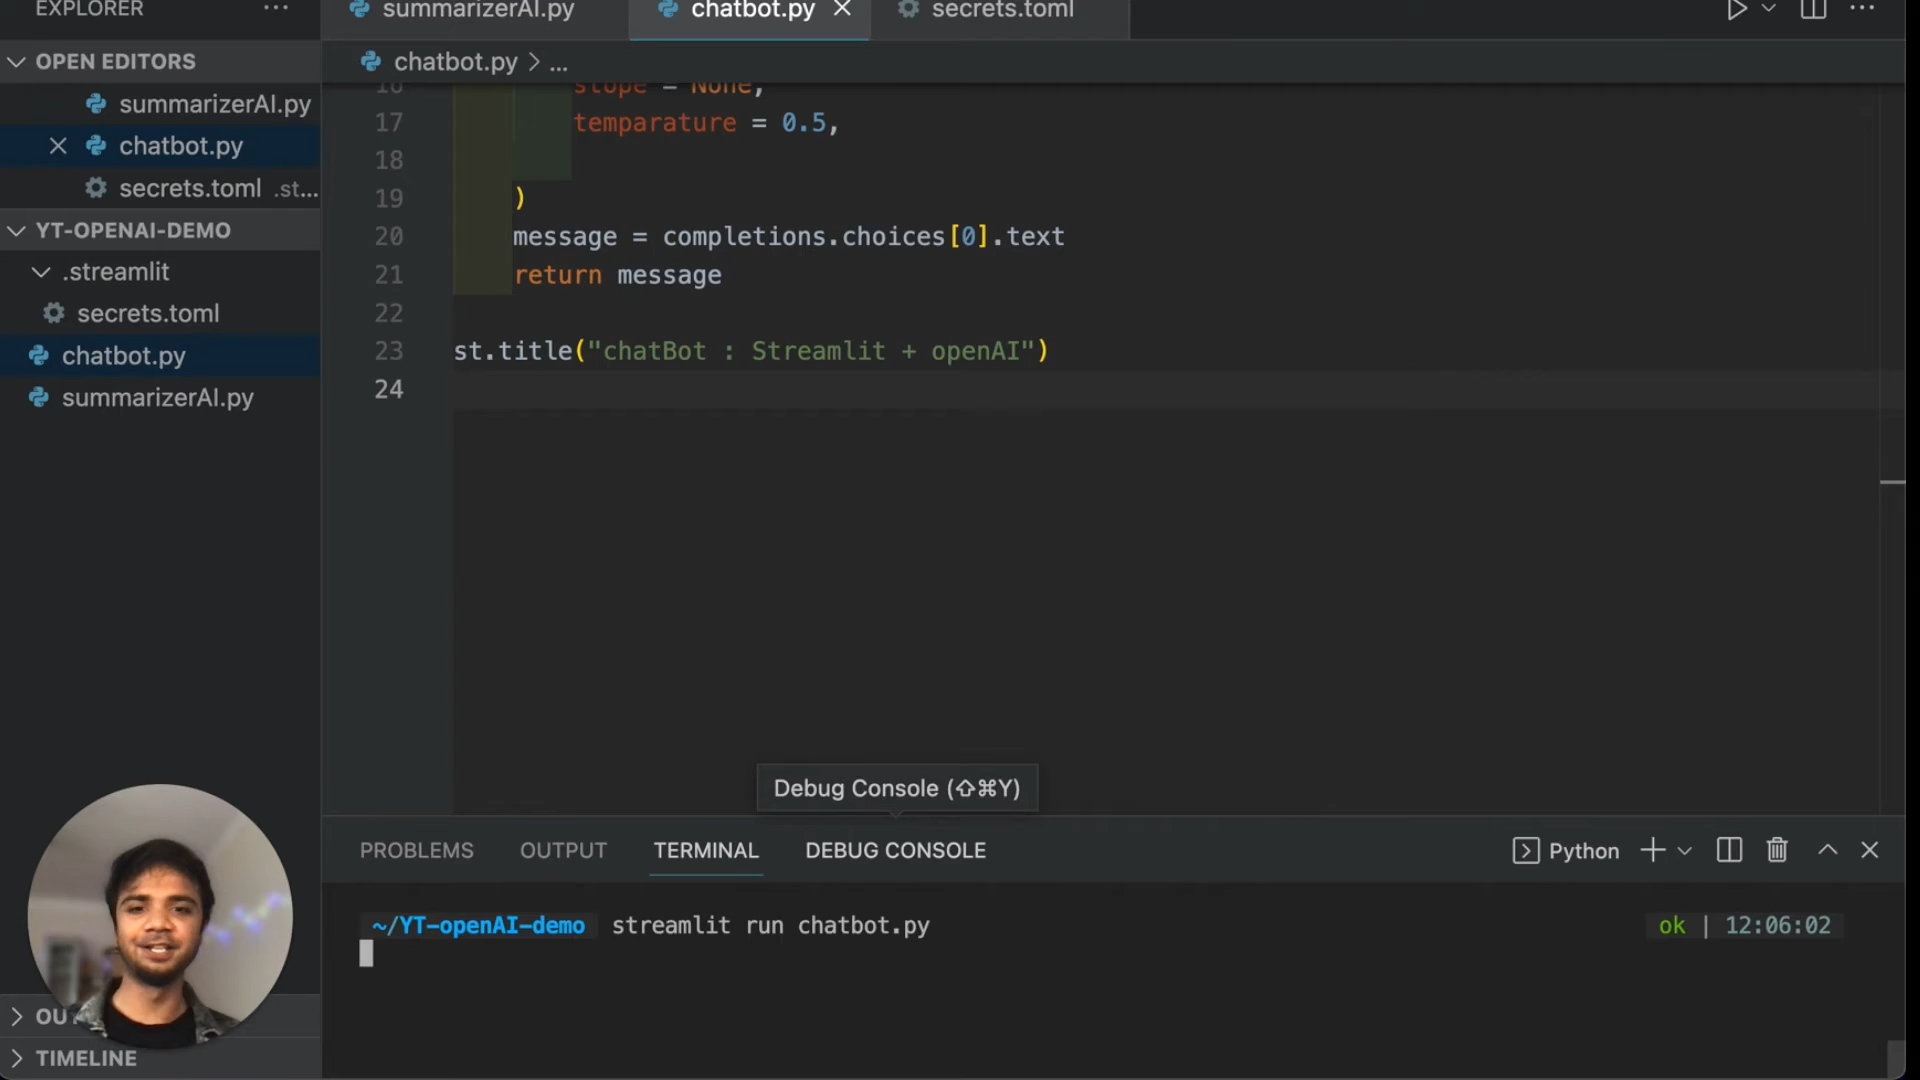 EXPLORER
summarizerAI.py
chatbot.py
secrets.toml
OPEN EDITORS
chatbot.py > ...
summarizerAI.py
chatbot.py
secrets.toml .st...
YT-OPENAI-DEMO
.streamlit
secrets.toml
chatbot.py
summarizerAI.py
16 stope = None,
17 temparature = 0.5,
18
19 )
20 message = completions.choices[0].text
21 return message
22
23 st.title("chatBot : Streamlit + openAI")
24
Debug Console (⇧⌘Y)
PROBLEMS OUTPUT TERMINAL DEBUG CONSOLE
Python
~/YT-openAI-demo streamlit run chatbot.py
ok | 12:06:02
TIMELINE